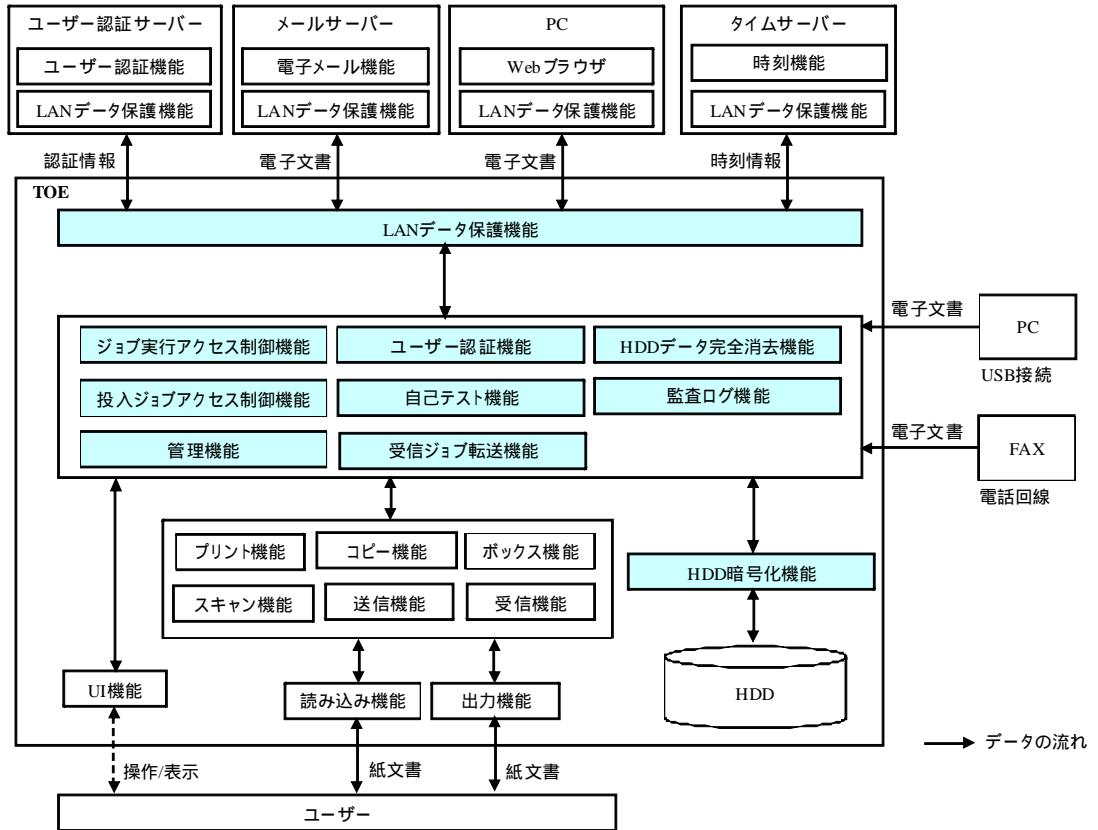 ユーザー認証サーバー
ユーザー認証機能
LANデータ保護機能
メールサーバー
電子メール機能
LANデータ保護機能
PC
Webブラウザ
LANデータ保護機能
タイムサーバー
時刻機能
LANデータ保護機能
認証情報
電子文書
電子文書
時刻情報
TOE
LANデータ保護機能
ジョブ実行アクセス制御機能
ユーザー認証機能
HDDデータ完全消去機能
投入ジョブアクセス制御機能
自己テスト機能
監査ログ機能
管理機能
受信ジョブ転送機能
電子文書
PC
USB接続
電子文書
FAX
電話回線
プリント機能
コピー機能
ボックス機能
スキャン機能
送信機能
受信機能
HDD暗号化機能
HDD
UI機能
読み込み機能
出力機能
データの流れ
操作/表示
紙文書
紙文書
ユーザー